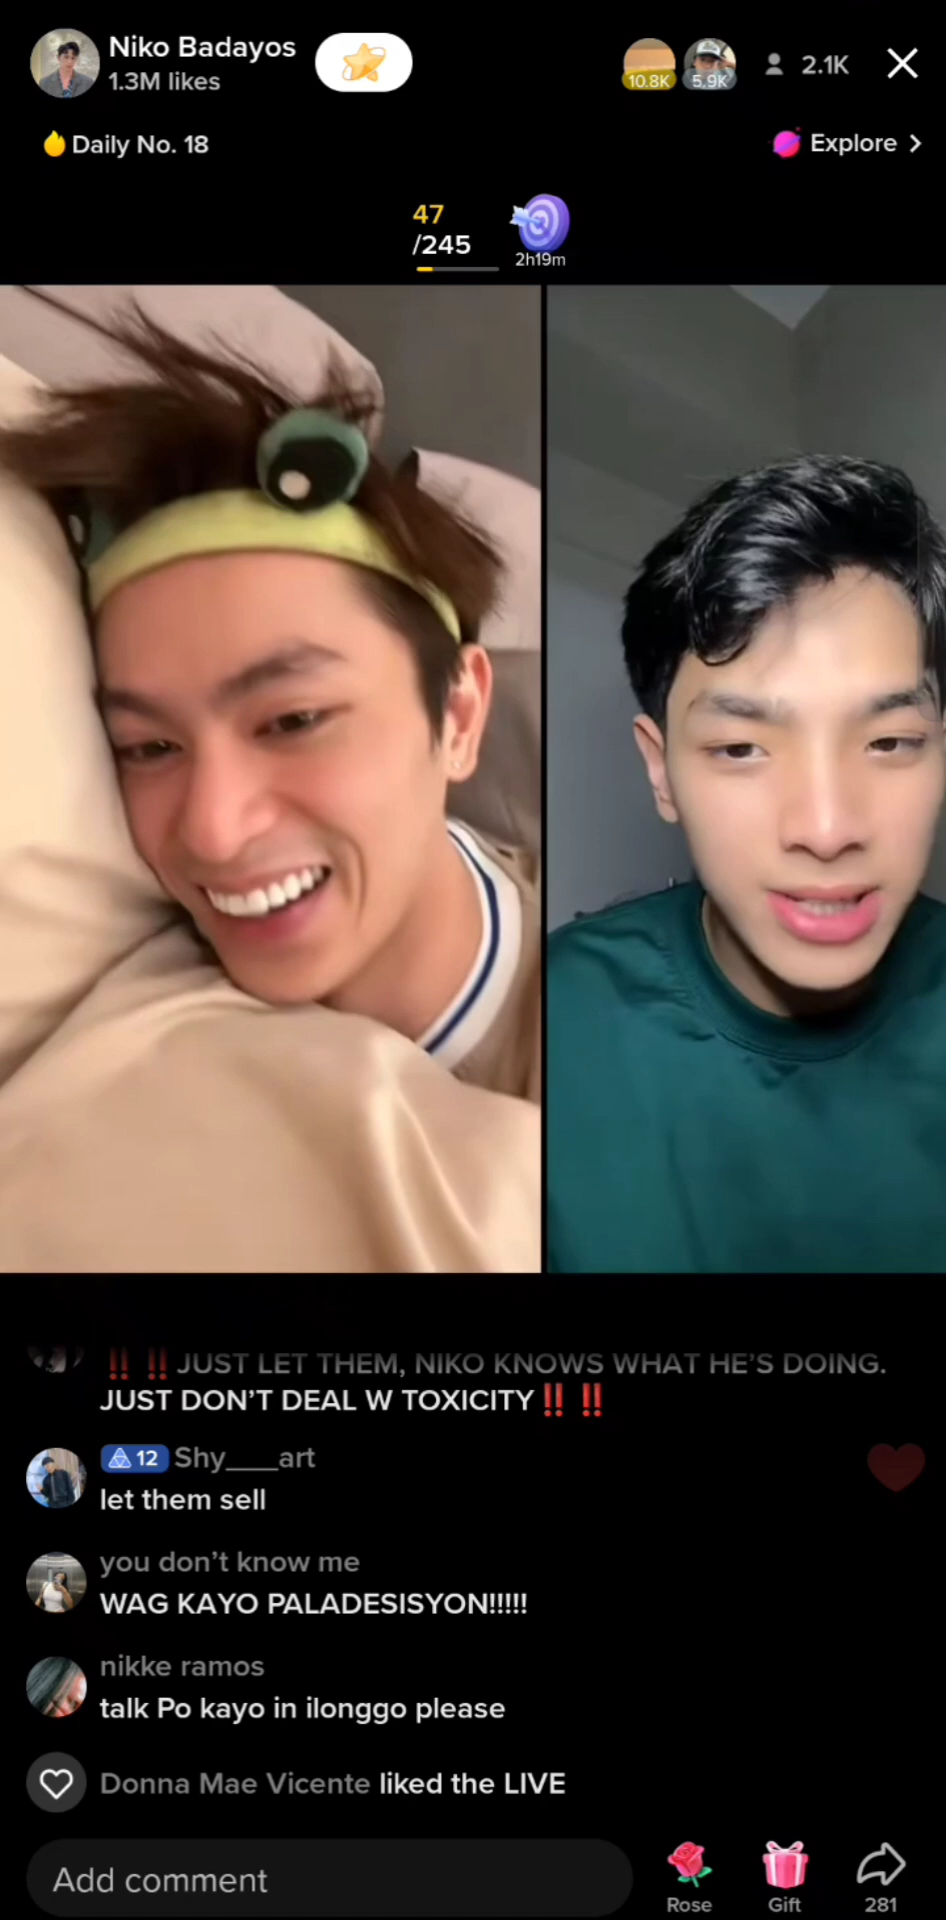 Niko Badayos
1.3M likes
10.8K
5.9K
2.1K
Daily No. 18
Explore >
47
/245
2h19m
‼️ ‼️ JUST LET THEM, NIKO KNOWS WHAT HE'S DOING.
JUST DON'T DEAL W TOXICITY ‼️ ‼️
12 Shy___art
let them sell
you don't know me
WAG KAYO PALADESISYON!!!!!
nikke ramos
talk Po kayo in ilonggo please
Donna Mae Vicente liked the LIVE
Add comment
Rose
Gift
281